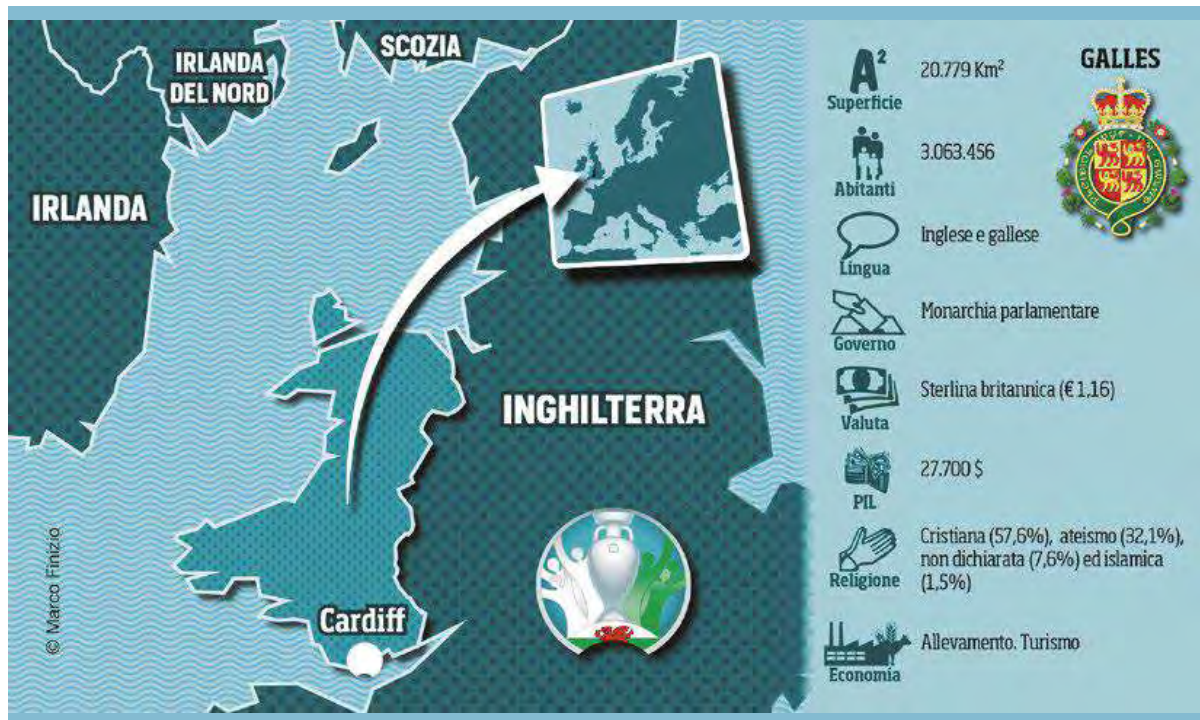 IRLANDA
DEL NORD
SCOZIA
IRLANDA
INGHILTERRA
Cardiff
© Marco Finizio
GALLES
A²
Superficie
20.779 Km²
Abitanti
3.063.456
Lingua
Inglese e gallese
Governo
Monarchia parlamentare
Valuta
Sterlina britannica (€ 1,16)
PIL
27.700 $
Religione
Cristiana (57,6%), ateismo (32,1%),
non dichiarata (7,6%) ed islamica
(1,5%)
Economia
Allevamento. Turismo